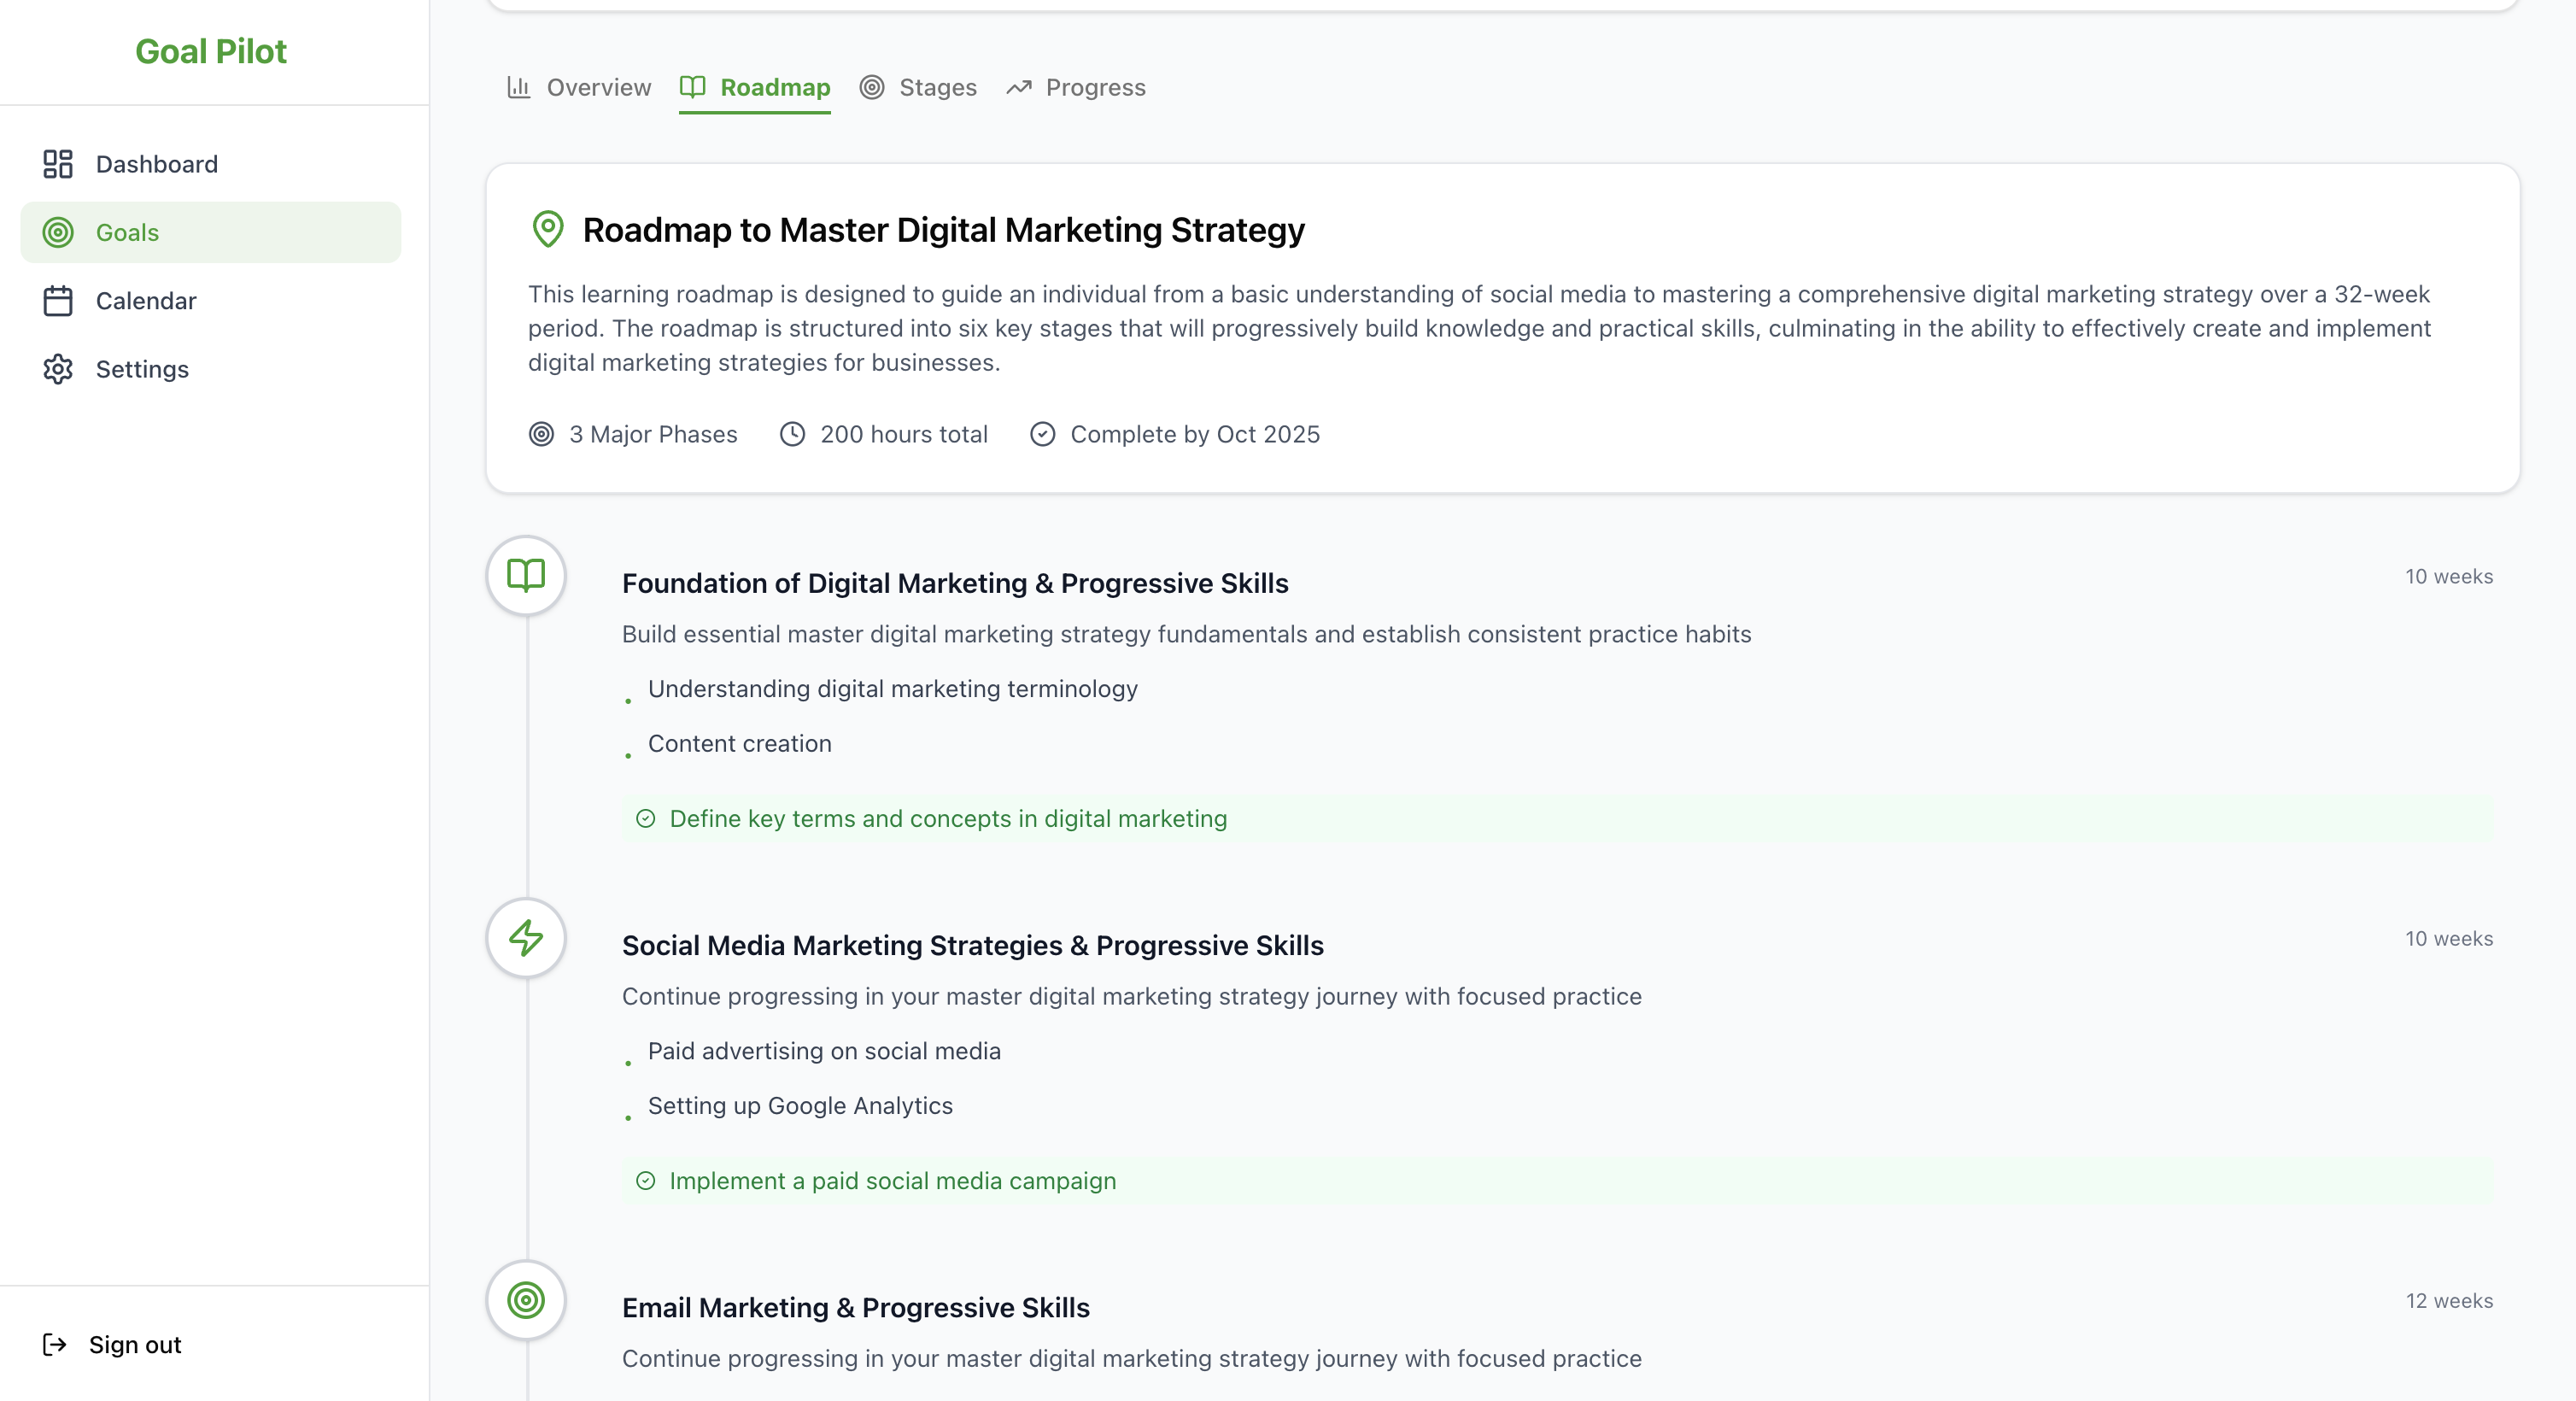 Goal Pilot
Dashboard
Goals
Calendar
Settings
Sign out
Overview
Roadmap
Stages
Progress
Roadmap to Master Digital Marketing Strategy
This learning roadmap is designed to guide an individual from a basic understanding of social media to mastering a comprehensive digital marketing strategy over a 32-week
period. The roadmap is structured into six key stages that will progressively build knowledge and practical skills, culminating in the ability to effectively create and implement
digital marketing strategies for businesses.
3 Major Phases
200 hours total
Complete by Oct 2025
Foundation of Digital Marketing & Progressive Skills
10 weeks
Build essential master digital marketing strategy fundamentals and establish consistent practice habits
Understanding digital marketing terminology
Content creation
Define key terms and concepts in digital marketing
Social Media Marketing Strategies & Progressive Skills
10 weeks
Continue progressing in your master digital marketing strategy journey with focused practice
Paid advertising on social media
Setting up Google Analytics
Implement a paid social media campaign
Email Marketing & Progressive Skills
12 weeks
Continue progressing in your master digital marketing strategy journey with focused practice